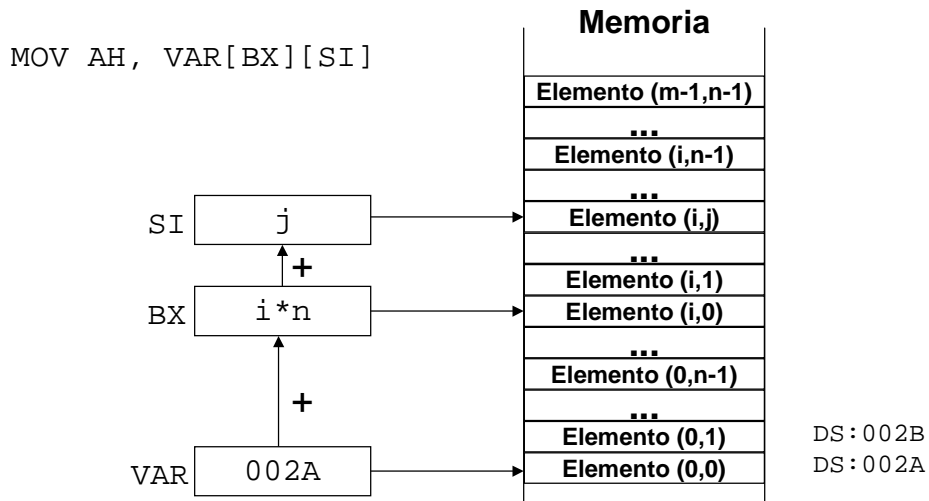 Memoria
MOV AH, VAR[BX][SI]
Elemento (m-1,n-1)
...
Elemento (i,n-1)
...
SI j Elemento (i,j)
+ ...
Elemento (i,1)
BX i*n Elemento (i,0)
...
Elemento (0,n-1)
+
...
Elemento (0,1) DS:002B
VAR 002A Elemento (0,0) DS:002A